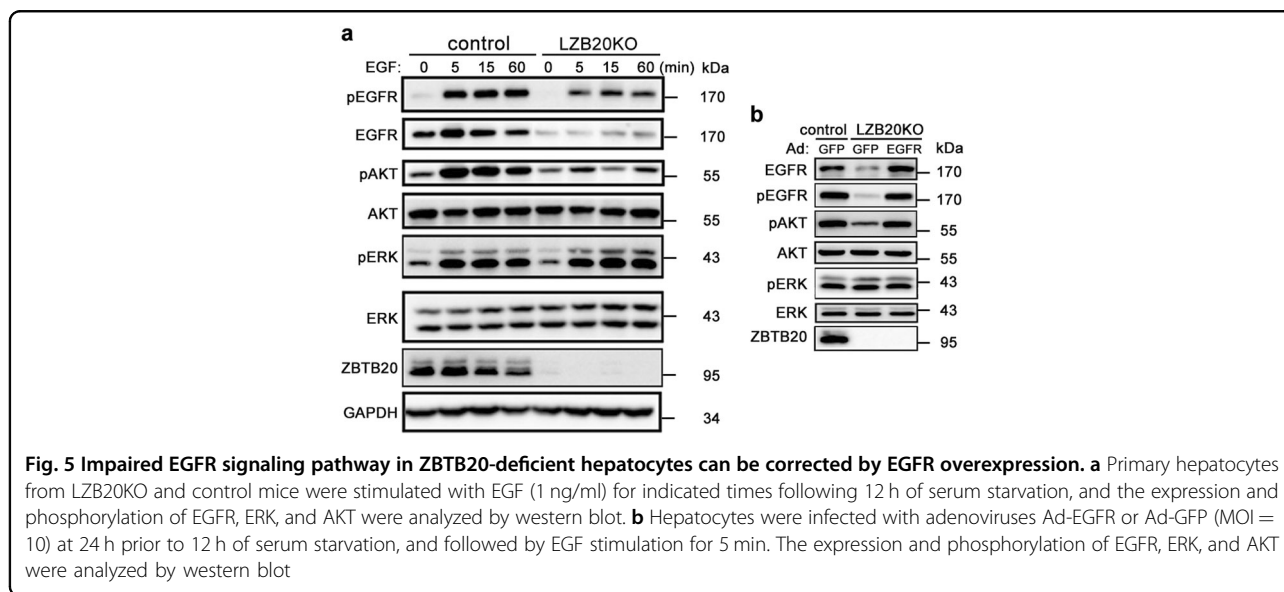 a
control LZB20KO
EGF: 0 5 15 60 0 5 15 60 (min) kDa
pEGFR 170
EGFR 170
pAKT 55
AKT 55
pERK 43
ERK 43
ZBTB20 95
GAPDH 34
b
control LZB20KO
Ad: GFP GFP EGFR kDa
EGFR 170
pEGFR 170
pAKT 55
AKT 55
pERK 43
ERK 43
ZBTB20 95
Fig. 5 Impaired EGFR signaling pathway in ZBTB20-deficient hepatocytes can be corrected by EGFR overexpression. a Primary hepatocytes
from LZB20KO and control mice were stimulated with EGF (1 ng/ml) for indicated times following 12 h of serum starvation, and the expression and
phosphorylation of EGFR, ERK, and AKT were analyzed by western blot. b Hepatocytes were infected with adenoviruses Ad-EGFR or Ad-GFP (MOI =
10) at 24 h prior to 12 h of serum starvation, and followed by EGF stimulation for 5 min. The expression and phosphorylation of EGFR, ERK, and AKT
were analyzed by western blot